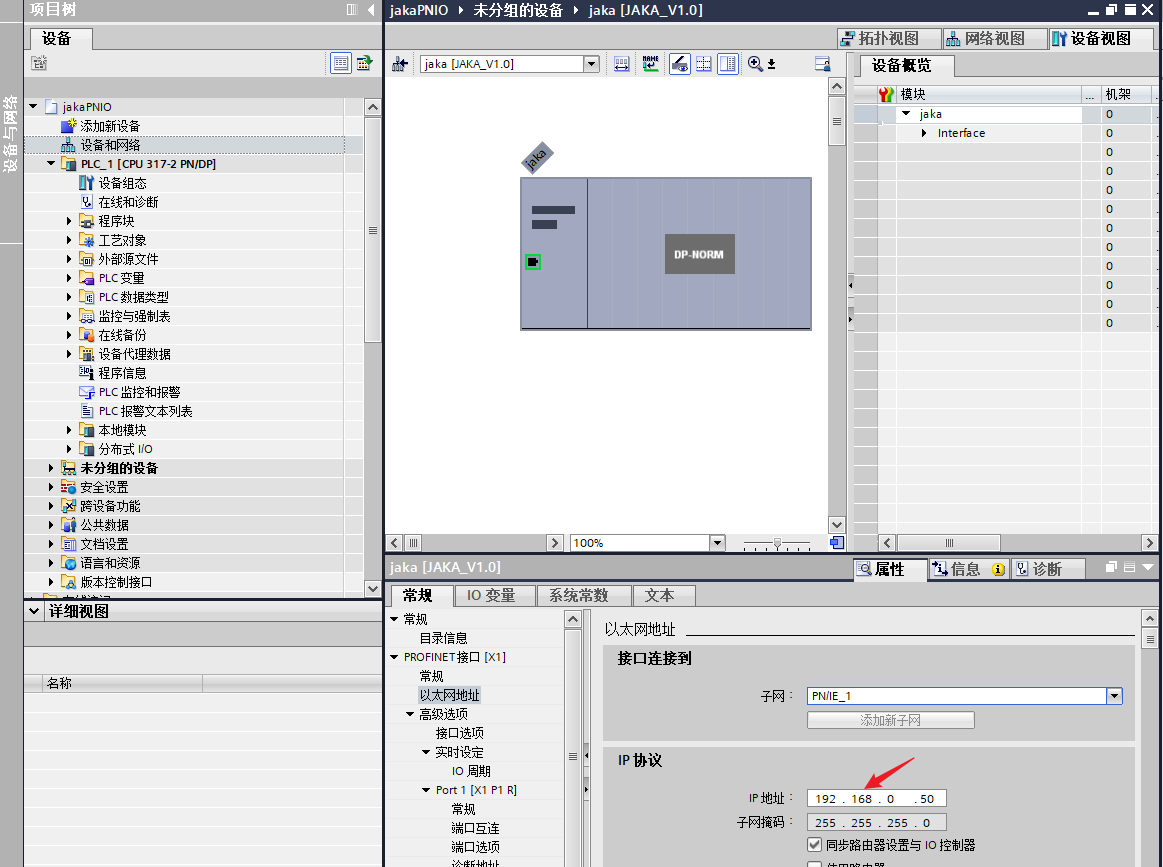 项目树
设备
设备与网络
jakaPNIO
添加新设备
设备和网络
PLC_1 [CPU 317-2 PN/DP]
设备组态
在线和诊断
程序块
工艺对象
外部源文件
PLC 变量
PLC 数据类型
监控与强制表
在线备份
设备代理数据
程序信息
PLC 监控和报警
PLC 报警文本列表
本地模块
分布式 I/O
未分组的设备
安全设置
跨设备功能
公共数据
文档设置
语言和资源
版本控制接口
详细视图
名称
jakaPNIO ▸ 未分组的设备 ▸ jaka [JAKA_V1.0]
拓扑视图
网络视图
设备视图
jaka [JAKA_V1.0]
jaka
DP-NORM
100%
设备概览
模块 ... 机架
jaka 0
Interface 0
0
0
0
0
0
0
0
0
0
0
jaka [JAKA_V1.0]
属性
信息
诊断
常规
IO 变量
系统常数
文本
常规
目录信息
PROFINET接口 [X1]
常规
以太网地址
高级选项
接口选项
实时设定
IO 周期
Port 1 [X1 P1 R]
常规
端口互连
端口选项
诊断地址
以太网地址
接口连接到
子网： PN/IE_1
添加新子网
IP 协议
IP 地址： 192 . 168 . 0 . 50
子网掩码： 255 . 255 . 255 . 0
同步路由器设置与 IO 控制器
使用路由器